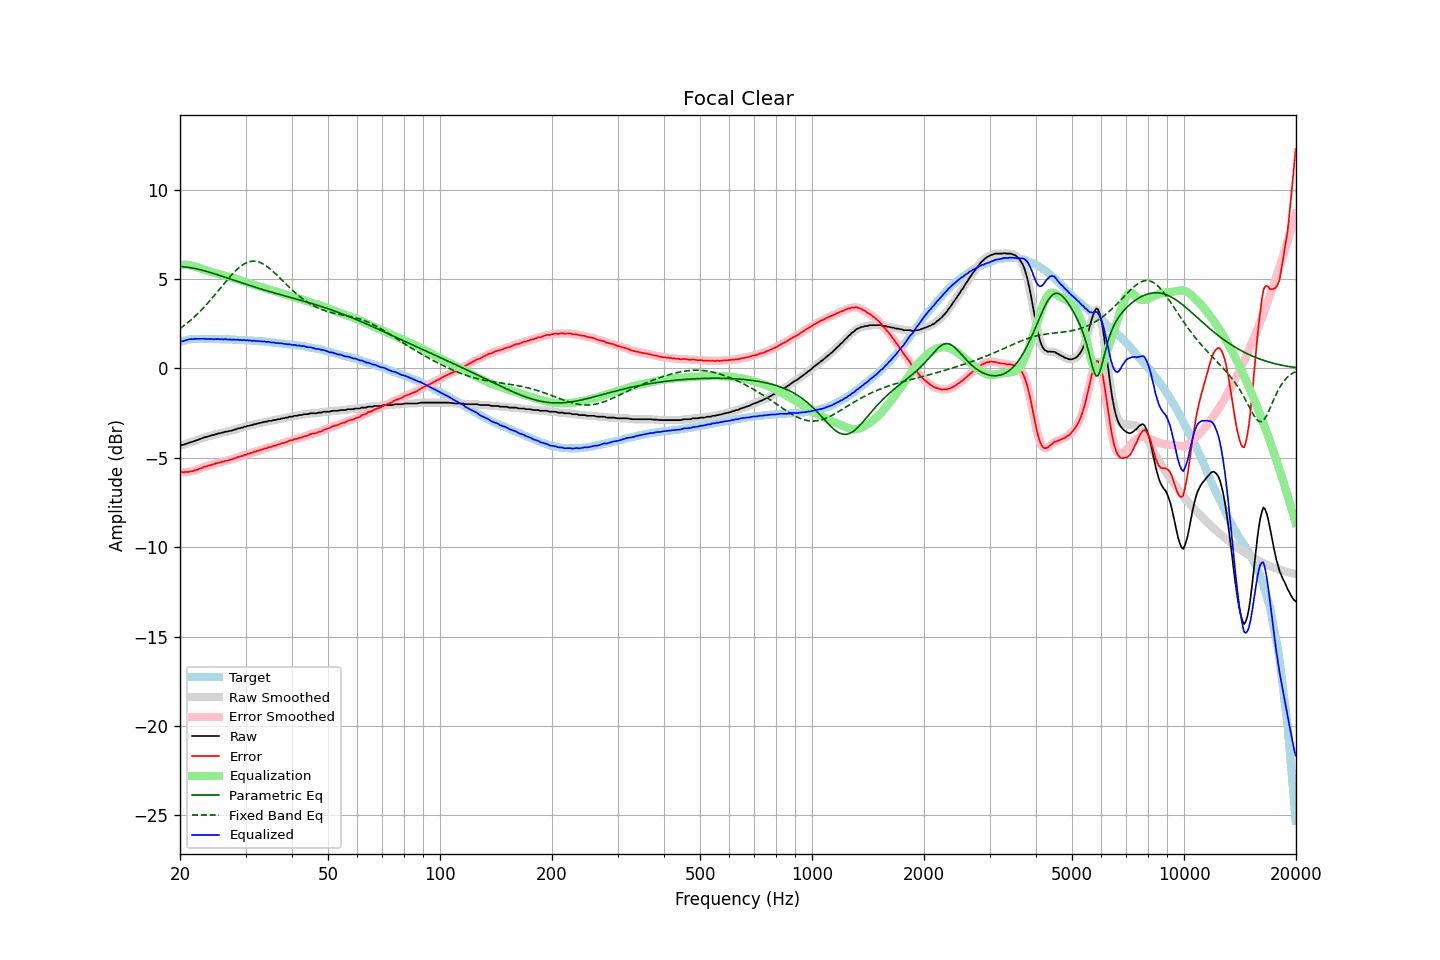 Focal Clear
Amplitude (dBr)
10
5
0
−5
−10
−15
−20
−25
Target
Raw Smoothed
Error Smoothed
Raw
Error
Equalization
Parametric Eq
Fixed Band Eq
Equalized
20 50 100 200 500 1000 2000 5000 10000 20000
Frequency (Hz)